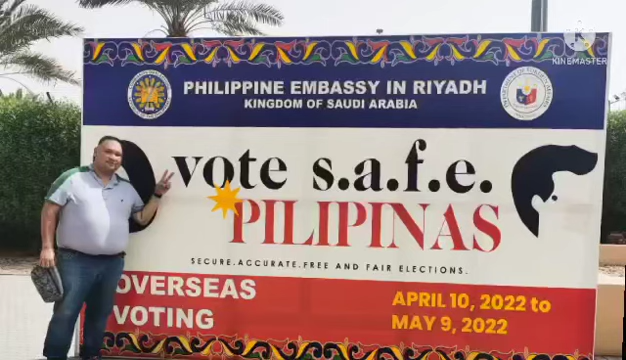 KINEMASTER
PHILIPPINE EMBASSY IN RIYADH
KINGDOM OF SAUDI ARABIA
vote s.a.f.e.
PILIPINAS
SECURE.ACCURATE.FREE AND FAIR ELECTIONS.
OVERSEAS
VOTING
APRIL 10, 2022 to
MAY 9, 2022